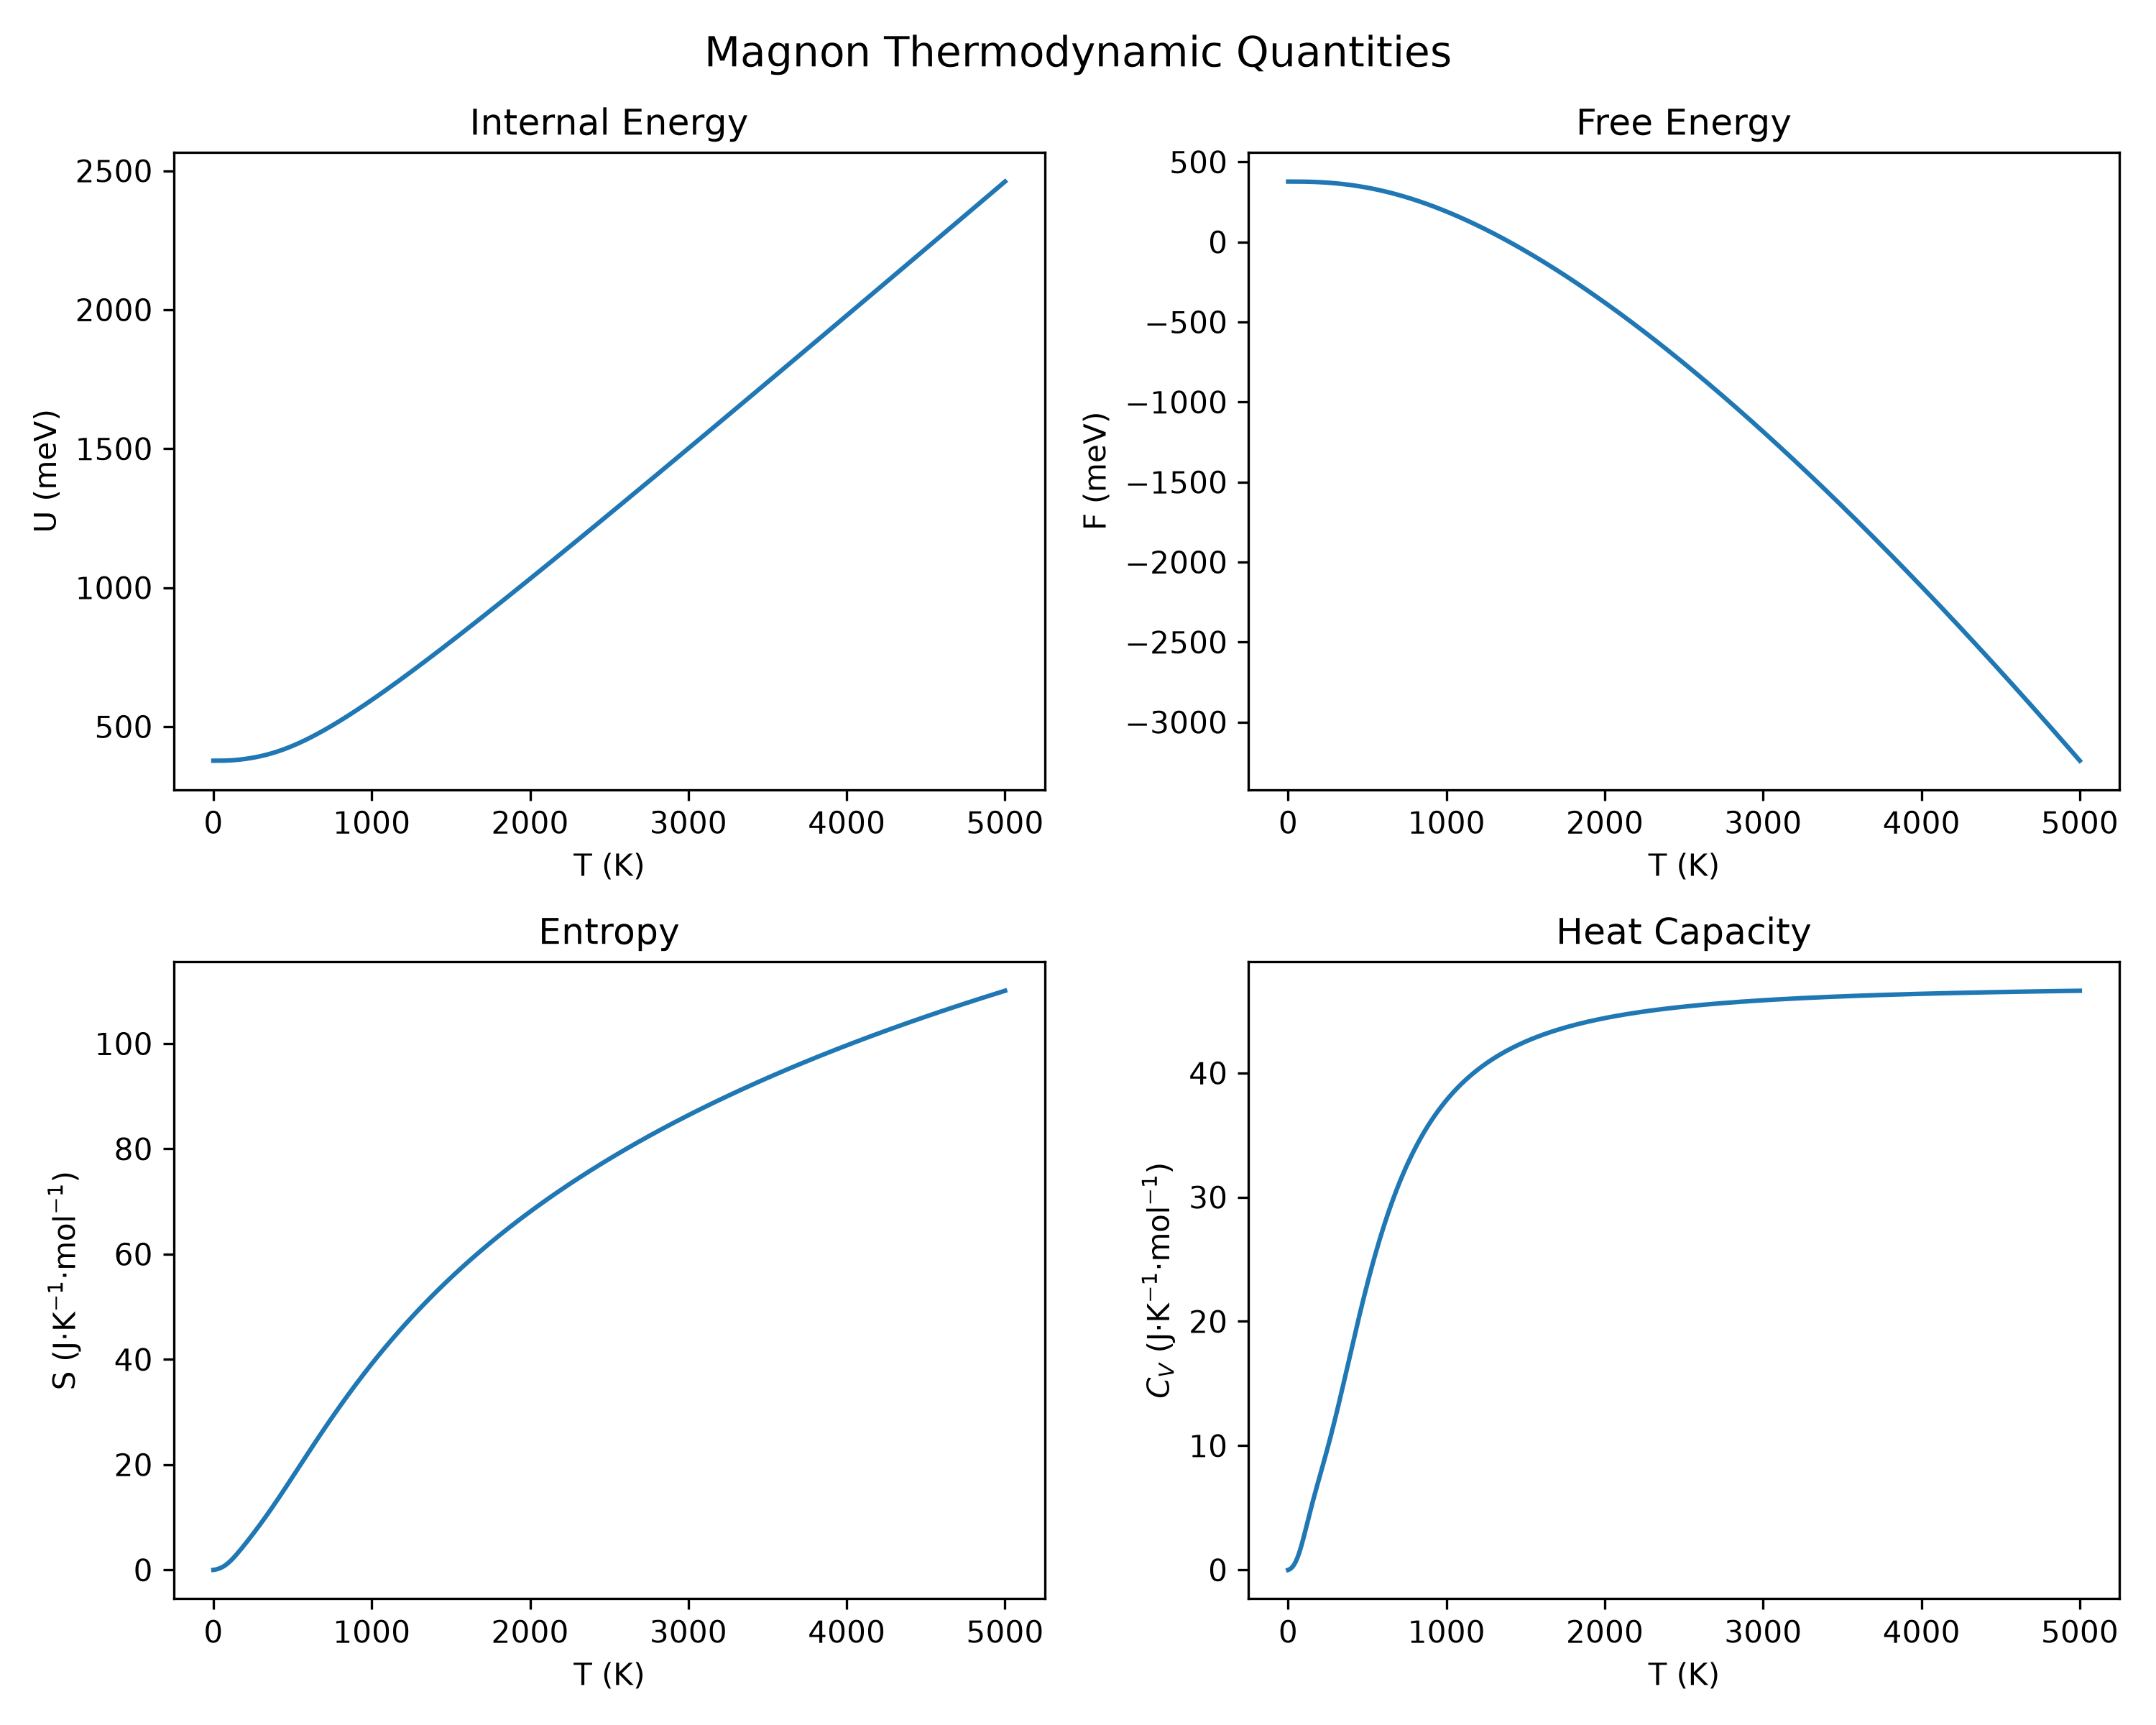 Magnon Thermodynamic Quantities
Internal Energy
U (meV)
2500
2000
1500
1000
500
0 1000 2000 3000 4000 5000
T (K)
Free Energy
F (meV)
500
0
−500
−1000
−1500
−2000
−2500
−3000
0 1000 2000 3000 4000 5000
T (K)
Entropy
S (J·K⁻¹·mol⁻¹)
100
80
60
40
20
0
0 1000 2000 3000 4000 5000
T (K)
Heat Capacity
C_V (J·K⁻¹·mol⁻¹)
40
30
20
10
0
0 1000 2000 3000 4000 5000
T (K)